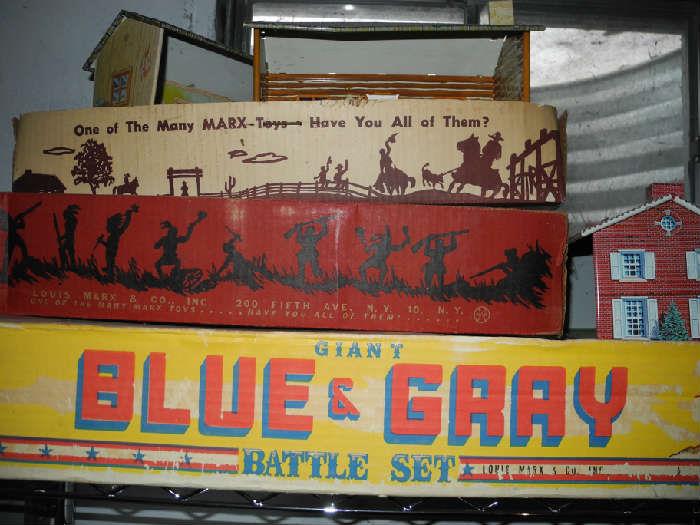 One of The Many MARX-Toys - Have You All of Them?
LOUIS MARX & CO., INC 200 FIFTH AVE. N.Y. 10, N.Y.
ONE OF THE MANY MARX TOYS . . . . . HAVE YOU ALL OF THEM? . . . . . .
GIANT
BLUE & GRAY
BATTLE SET
LOUIS MARX & CO. INC